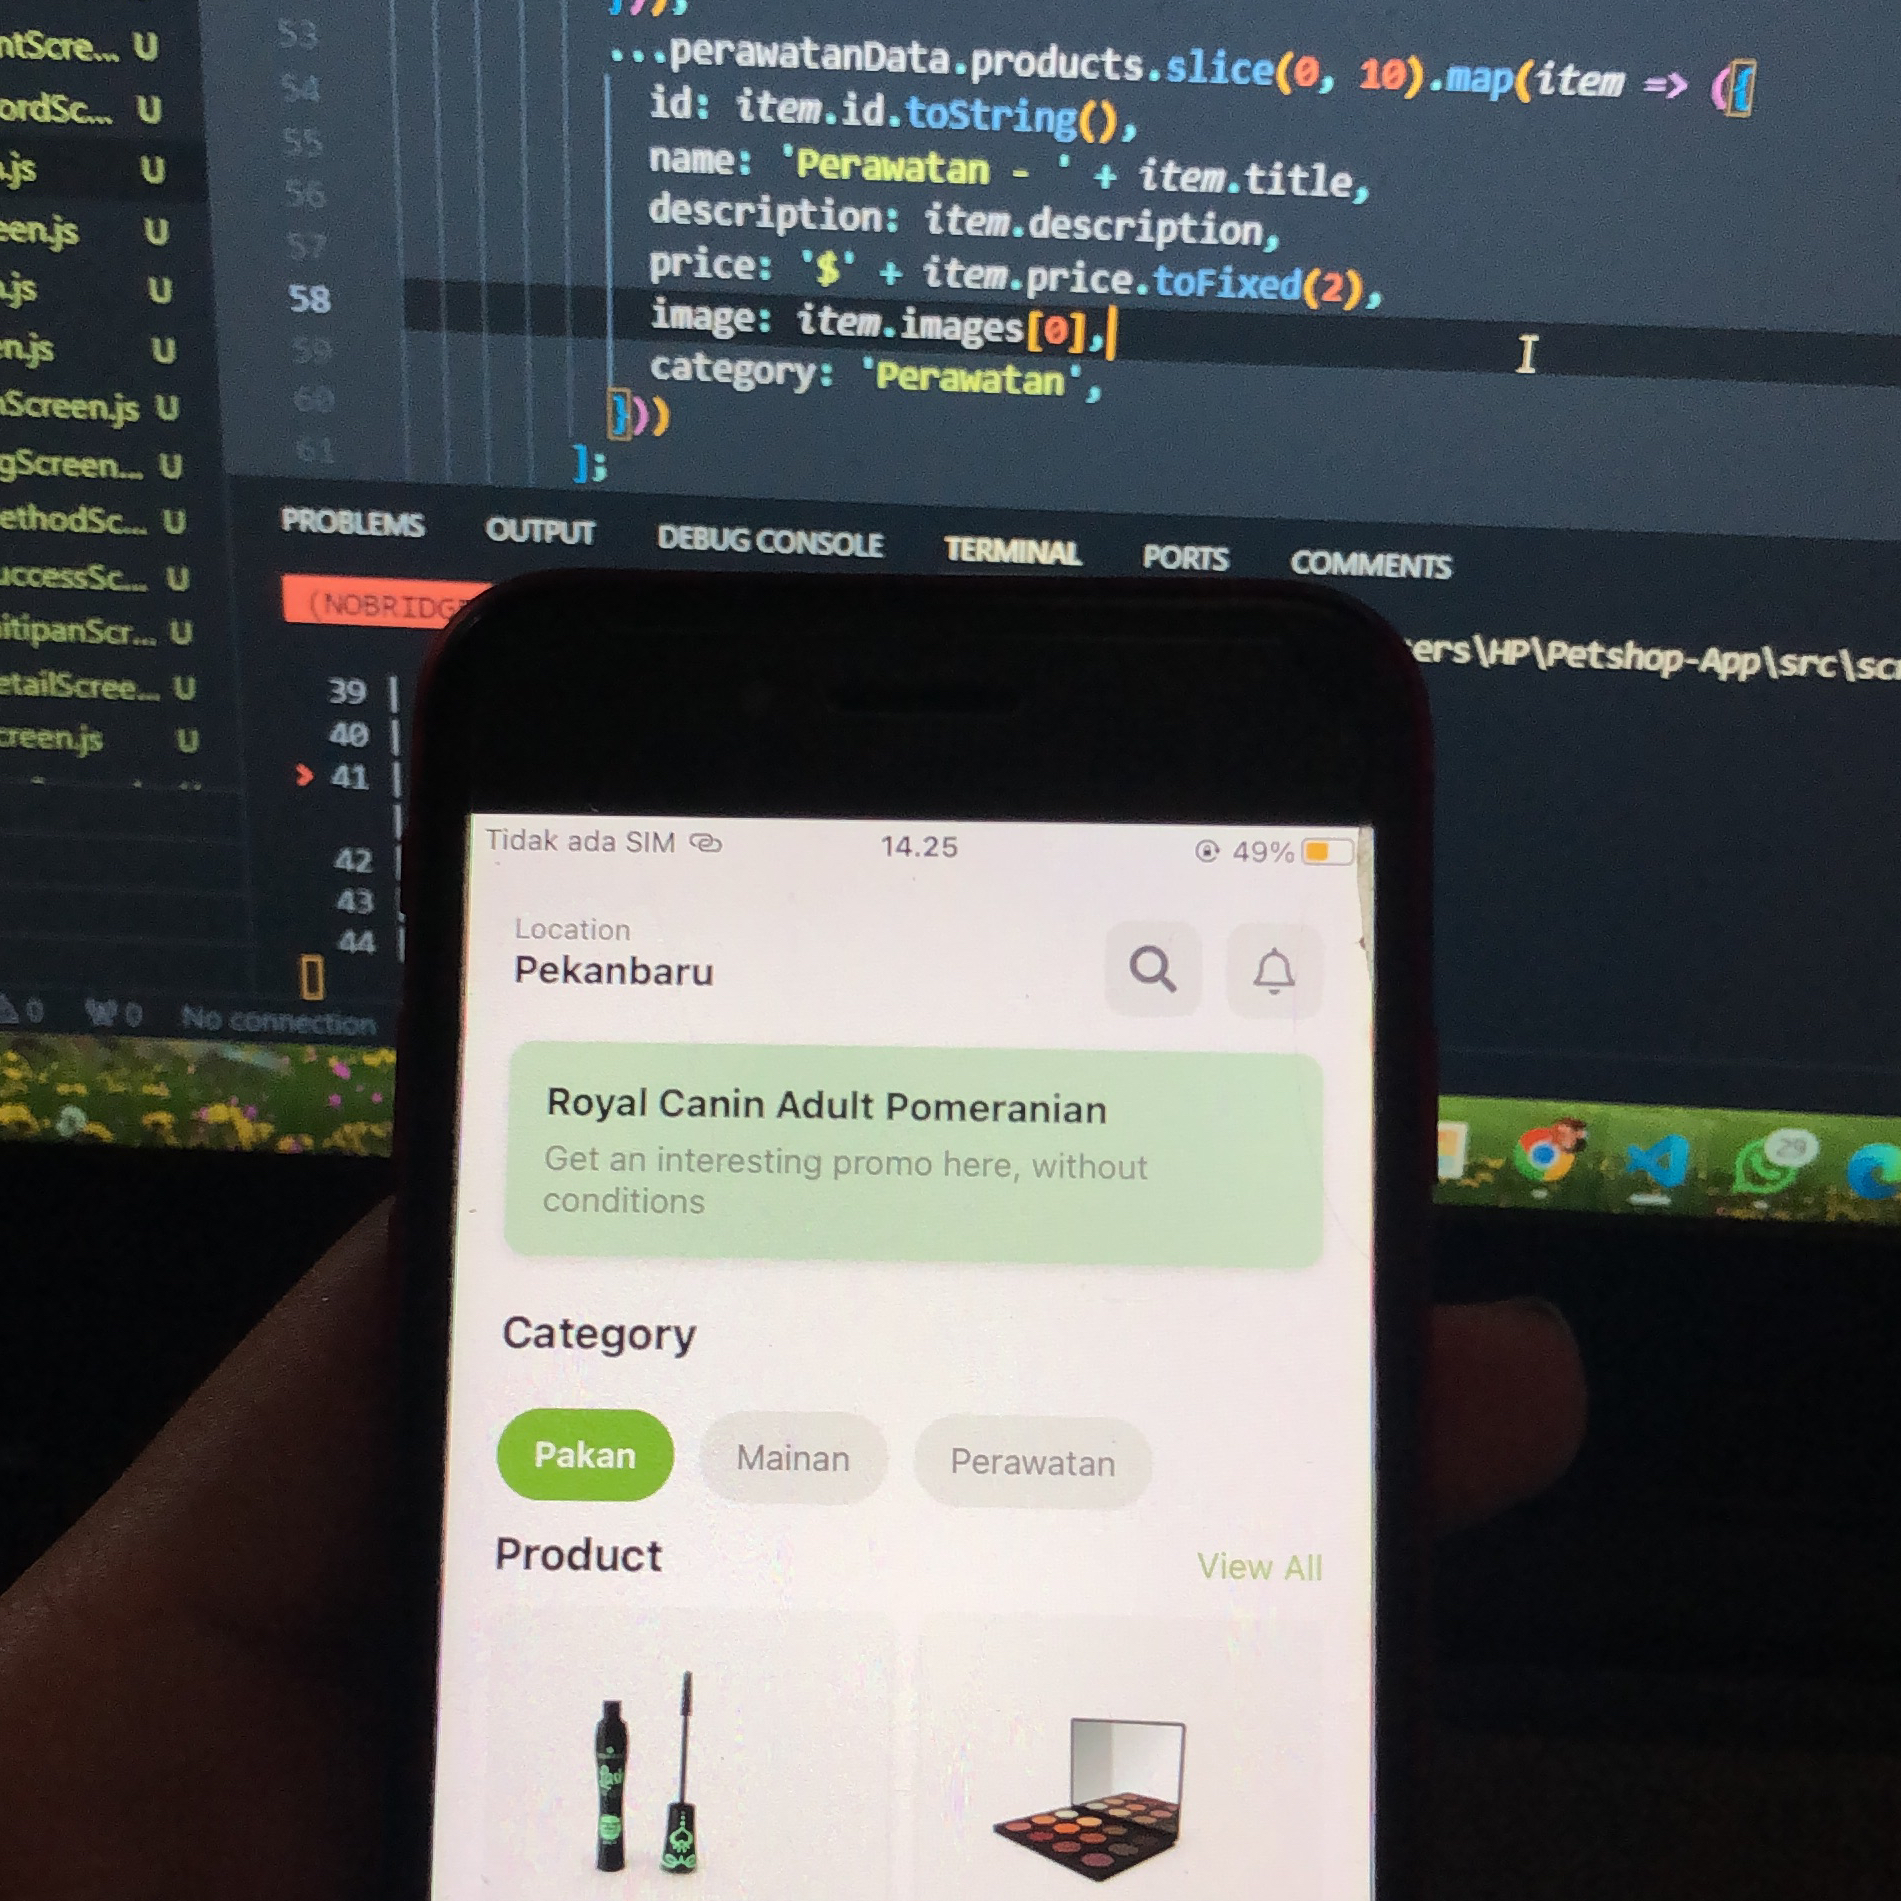 ntScre... U
ordSc... U
.js U
een.js U
.js U
n.js U
Screen.js U
gScreen... U
ethodSc... U
uccessSc... U
itipanScr... U
etailScree... U
creen.js U
53
...perawatanData.products.slice(0, 10).map(item => ({
54
id: item.id.toString(),
55
name: 'Perawatan - ' + item.title,
56
description: item.description,
57
price: '$' + item.price.toFixed(2),
58
image: item.images[0],
59
category: 'Perawatan',
60
}))
61
];
PROBLEMS OUTPUT DEBUG CONSOLE TERMINAL PORTS COMMENTS
(NOBRIDG
ers\HP\Petshop-App\src\sc
39 |
40 |
> 41 |
|
42 |
43
44 |
0 0 No connection
29
Tidak ada SIM 14.25 49%
Location
Pekanbaru
Royal Canin Adult Pomeranian
Get an interesting promo here, without
conditions
Category
Pakan Mainan Perawatan
Product View All